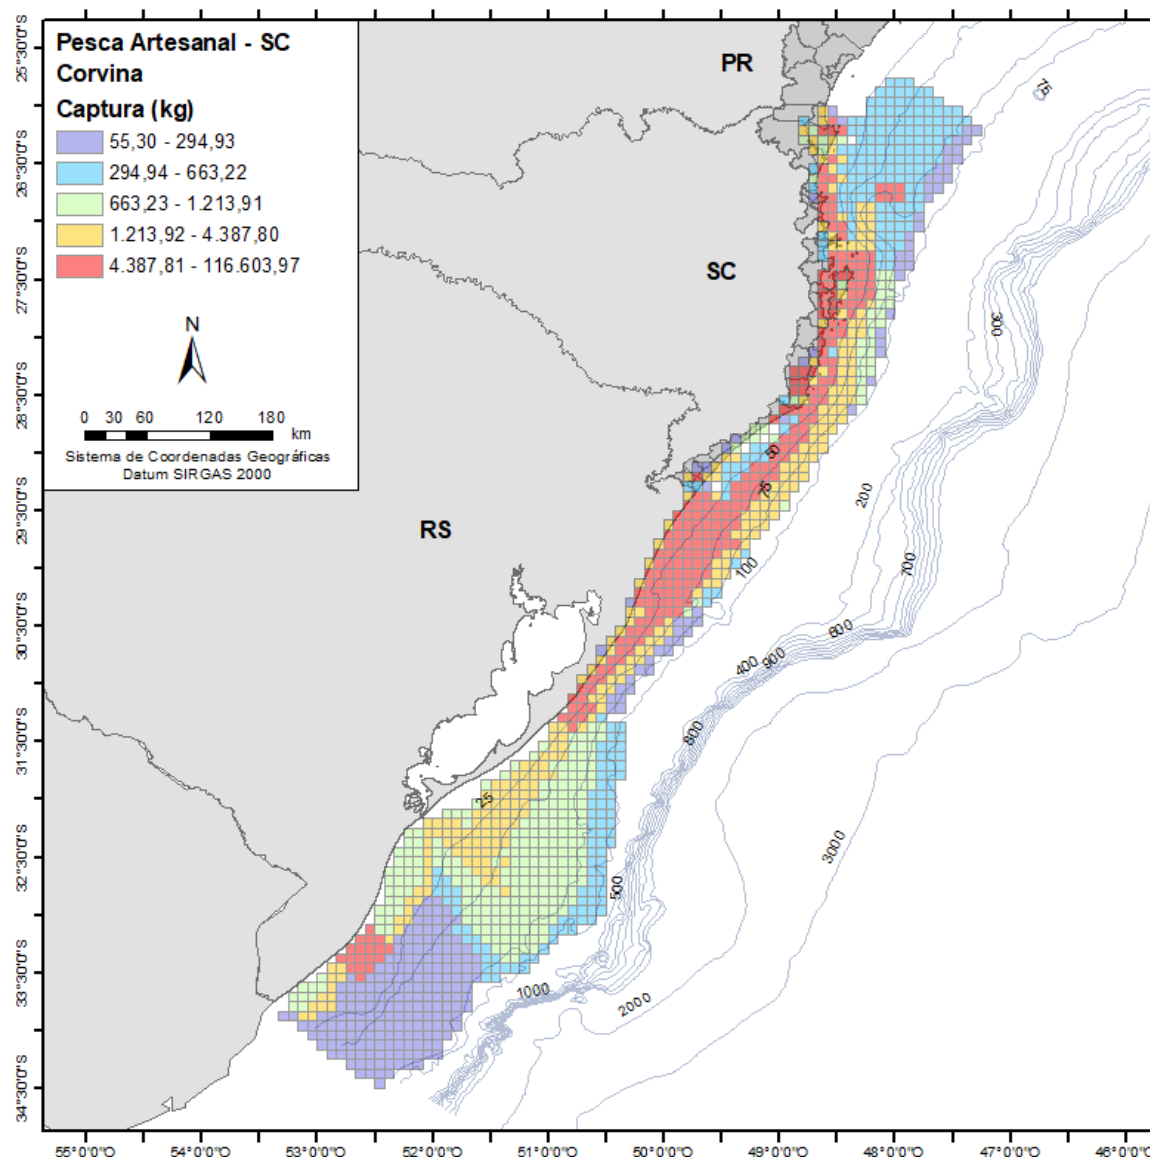 Pesca Artesanal - SC
Corvina
Captura (kg)
55,30 - 294,93
294,94 - 663,22
663,23 - 1.213,91
1.213,92 - 4.387,80
4.387,81 - 116.603,97
N
0 30 60 120 180
km
Sistema de Coordenadas Geográficas
Datum SIRGAS 2000
PR
SC
RS
75
300
50
75
200
100
700
600
400
900
800
25
3000
500
1000
2000
25°30'0"S
26°30'0"S
27°30'0"S
28°30'0"S
29°30'0"S
30°30'0"S
31°30'0"S
32°30'0"S
33°30'0"S
34°30'0"S
55°0'0"O
54°0'0"O
53°0'0"O
52°0'0"O
51°0'0"O
50°0'0"O
49°0'0"O
48°0'0"O
47°0'0"O
46°0'0"O